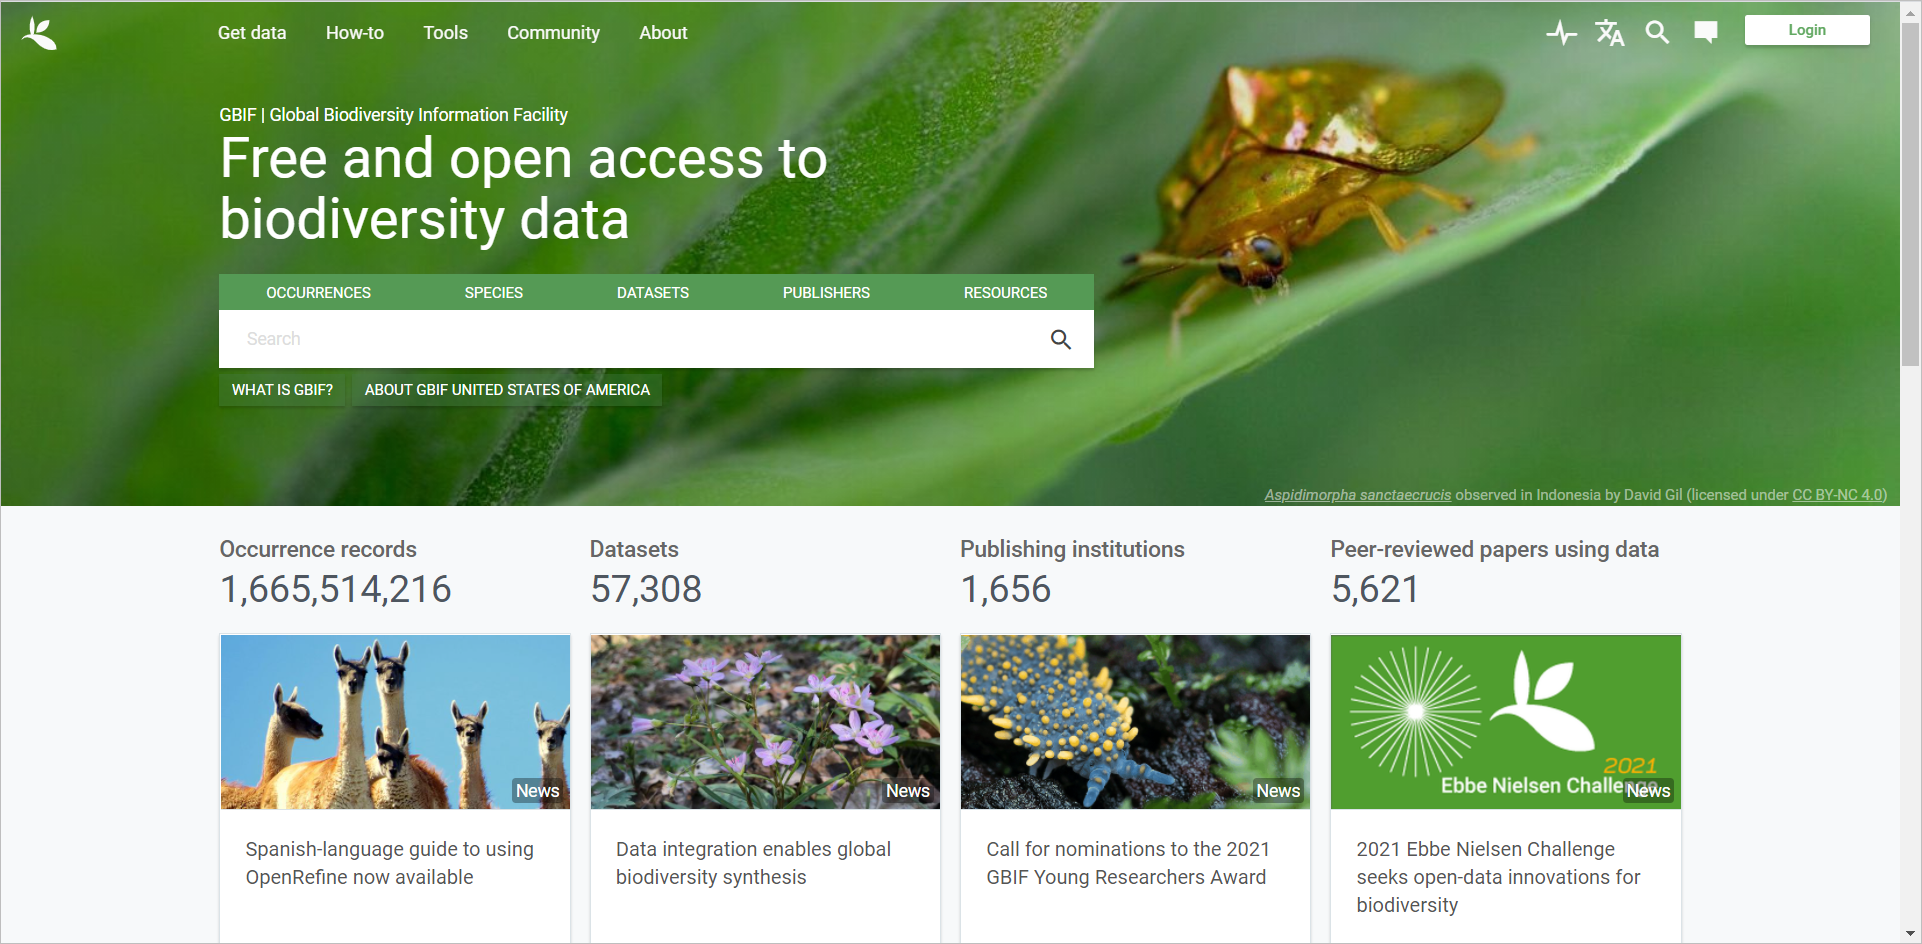 Get data How-to Tools Community About Login
GBIF | Global Biodiversity Information Facility
Free and open access to
biodiversity data
OCCURRENCES SPECIES DATASETS PUBLISHERS RESOURCES
Search
WHAT IS GBIF? ABOUT GBIF UNITED STATES OF AMERICA
Aspidimorpha sanctaecrucis observed in Indonesia by David Gil (licensed under CC BY-NC 4.0)
Occurrence records
1,665,514,216
Datasets
57,308
Publishing institutions
1,656
Peer-reviewed papers using data
5,621
News
Spanish-language guide to using
OpenRefine now available
News
Data integration enables global
biodiversity synthesis
News
Call for nominations to the 2021
GBIF Young Researchers Award
2021
Ebbe Nielsen Challenge
News
2021 Ebbe Nielsen Challenge
seeks open-data innovations for
biodiversity